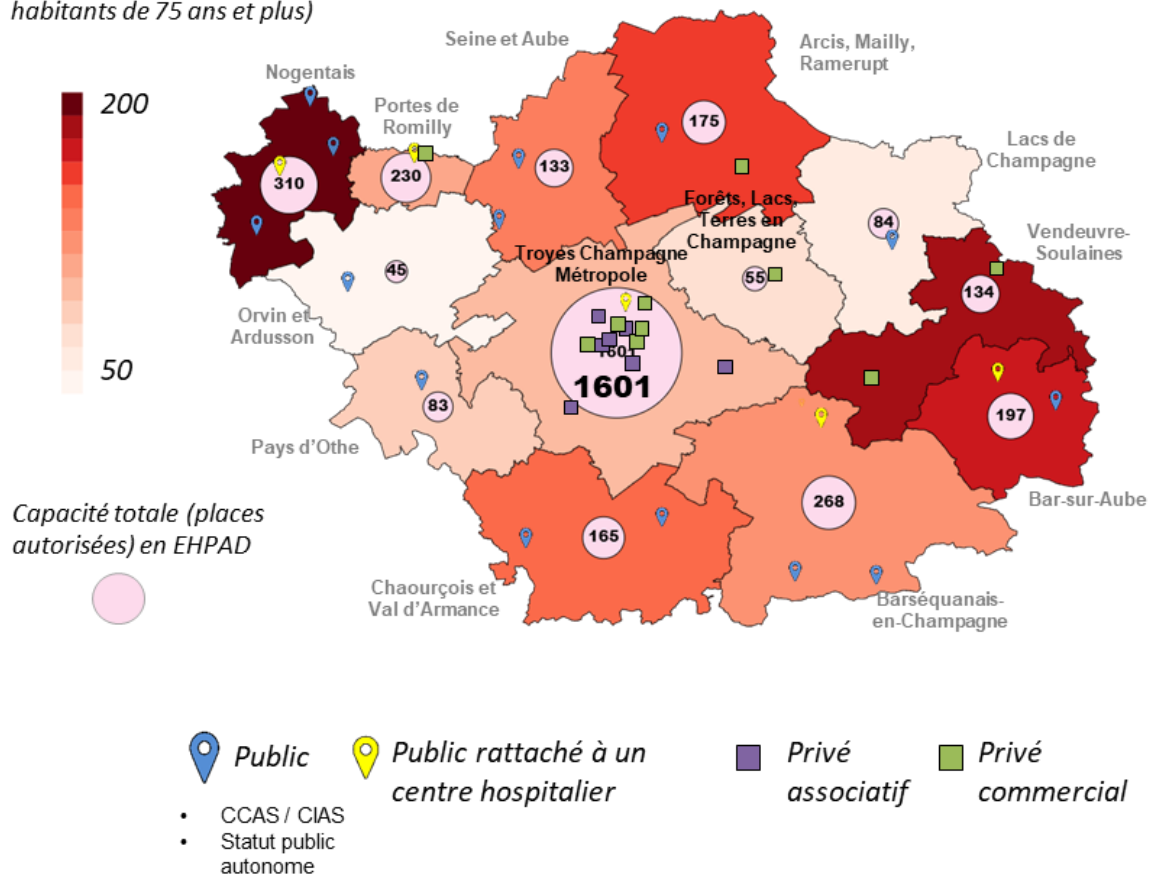 habitants de 75 ans et plus)
200
50
Seine et Aube
Arcis, Mailly,
Ramerupt
Nogentais
Portes de
Romilly
Lacs de
Champagne
175
133
230
310
Forêts, Lacs,
Terres en
Champagne
84
Vendeuvre-
Soulaines
Troyes Champagne
Métropole
45
55
134
Orvin et
Ardusson
1601
1601
83
197
Pays d'Othe
Bar-sur-Aube
268
165
Capacité totale (places
autorisées) en EHPAD
Chaourçois et
Val d'Armance
Barséquanais-
en-Champagne
Public
Public rattaché à un
centre hospitalier
Privé
associatif
Privé
commercial
• CCAS / CIAS
• Statut public
autonome